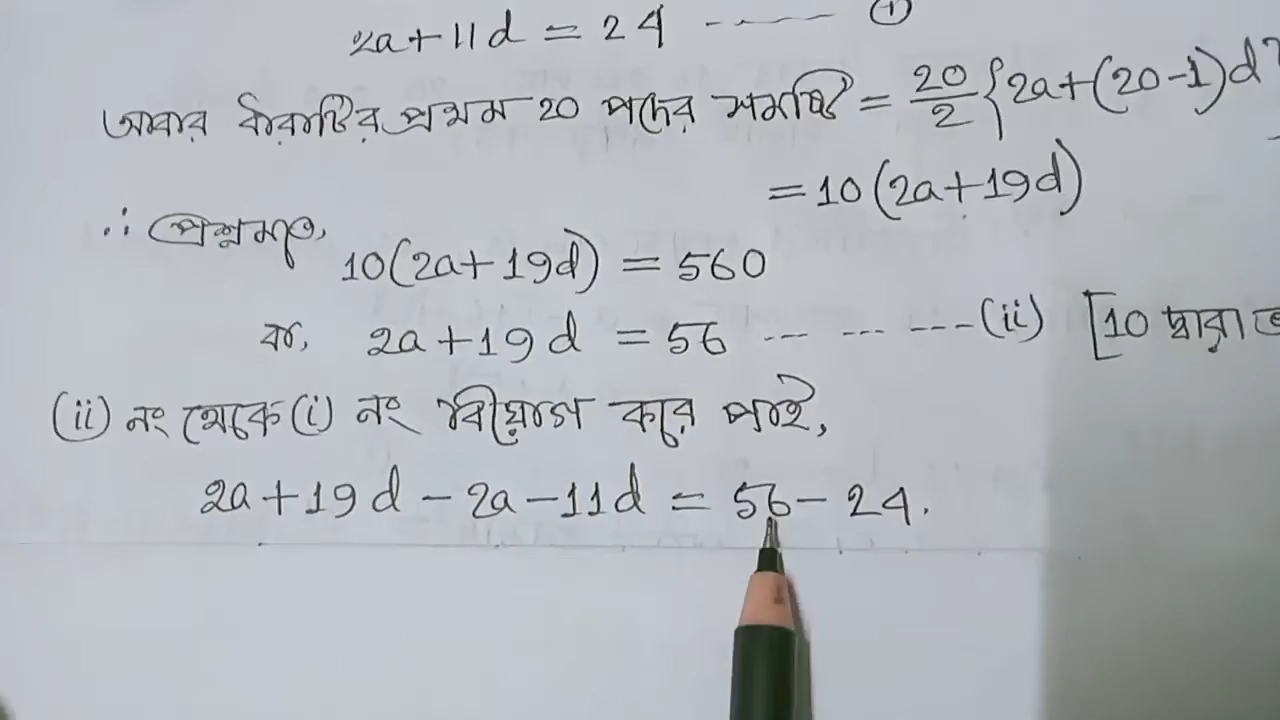 2a+11d = 24 ------- (i)
আবার ধারাটির প্রথম 20 পদের সমষ্টি = 20/2 {2a+(20-1)d}
= 10(2a+19d)
∴ প্রশ্নমতে,
10(2a+19d) = 560
বা, 2a+19d = 56 --- --- --- (ii) [10 দ্বারা
(ii) নং থেকে (i) নং বিয়োগ করে পাই,
2a+19d - 2a - 11d = 56 - 24.